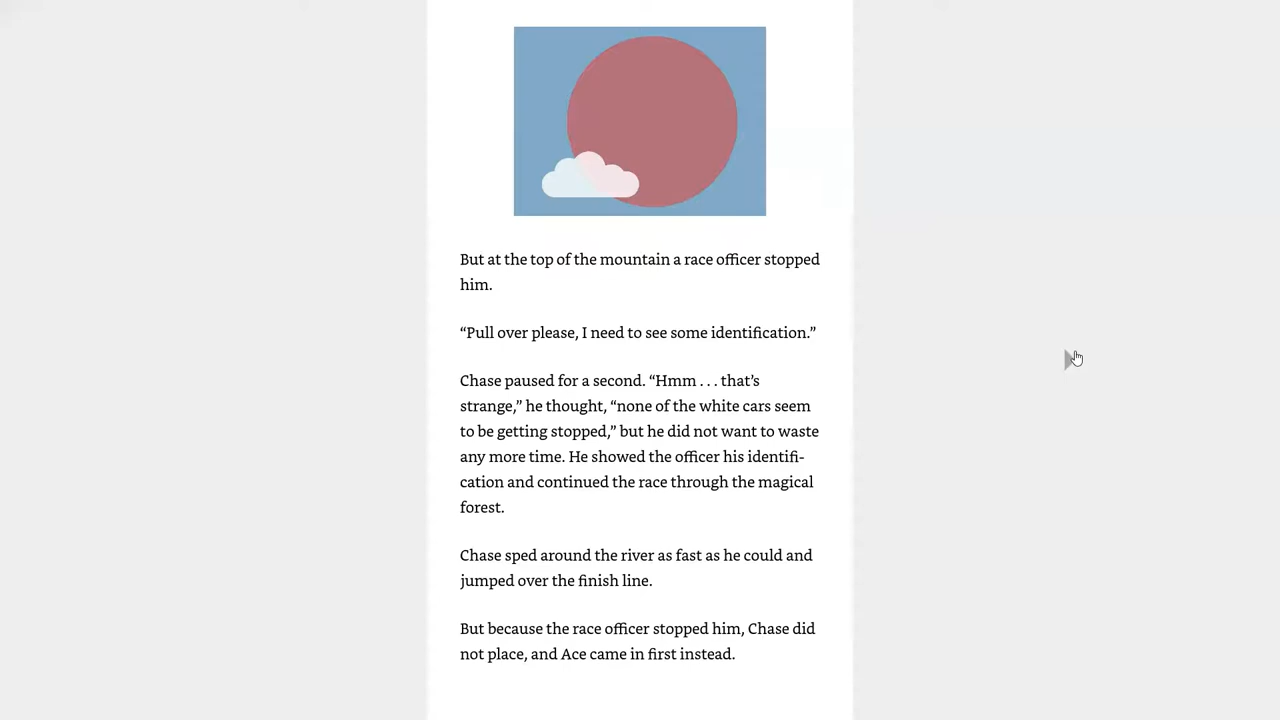 But at the top of the mountain a race officer stopped
him.
“Pull over please, I need to see some identification.”
Chase paused for a second. “Hmm . . . that’s
strange,” he thought, “none of the white cars seem
to be getting stopped,” but he did not want to waste
any more time. He showed the officer his identifi-
cation and continued the race through the magical
forest.
Chase sped around the river as fast as he could and
jumped over the finish line.
But because the race officer stopped him, Chase did
not place, and Ace came in first instead.